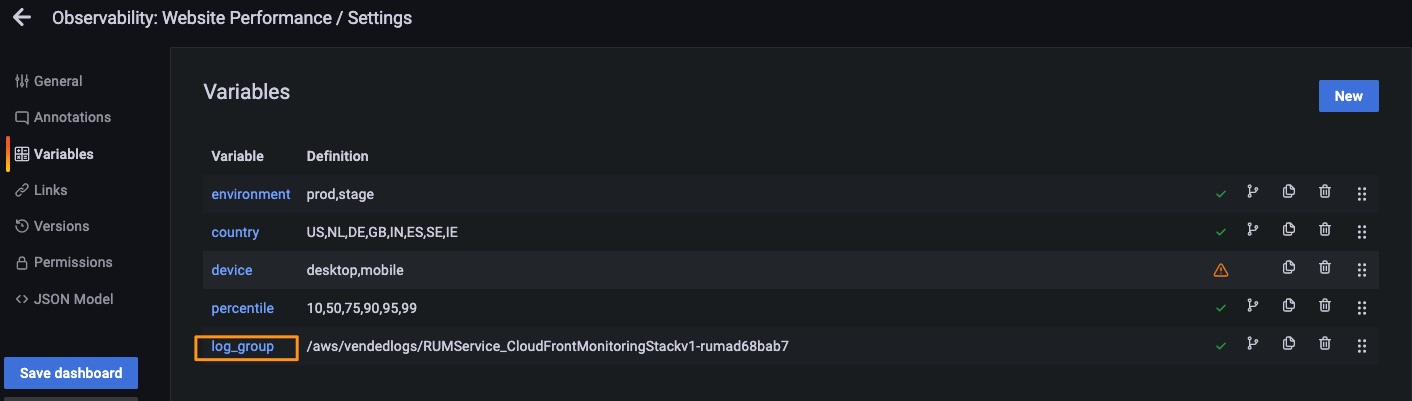 Observability: Website Performance / Settings
General
Annotations
Variables
Links
Versions
Permissions
JSON Model
Save dashboard
Variables
New
Variable Definition
environment prod,stage
country US,NL,DE,GB,IN,ES,SE,IE
device desktop,mobile
percentile 10,50,75,90,95,99
log_group /aws/vendedlogs/RUMService_CloudFrontMonitoringStackv1-rumad68bab7